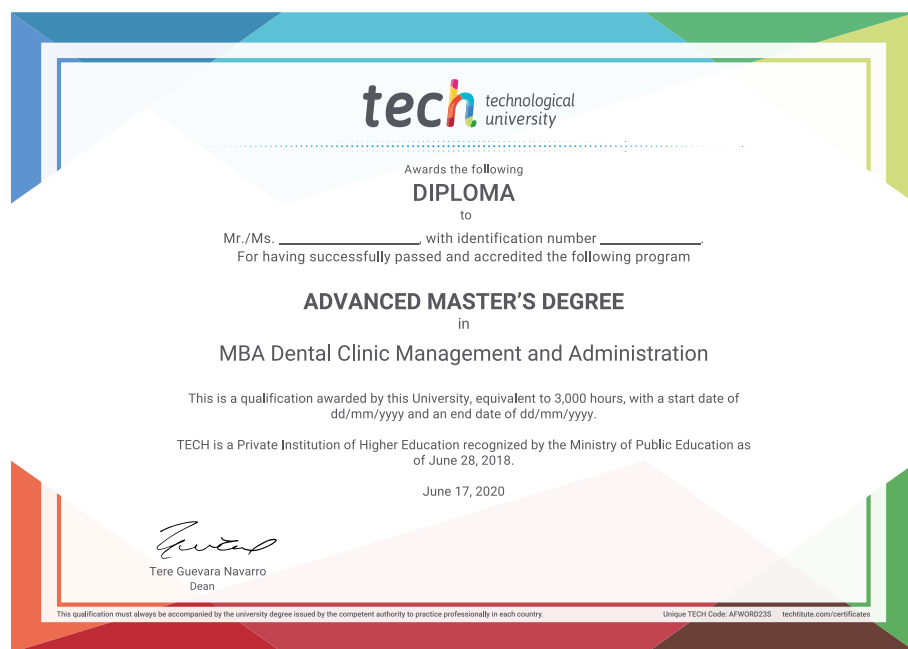 tech technological
university
Awards the following
DIPLOMA
to
Mr./Ms. , with identification number .
For having successfully passed and accredited the following program
ADVANCED MASTER'S DEGREE
in
MBA Dental Clinic Management and Administration
This is a qualification awarded by this University, equivalent to 3,000 hours, with a start date of
dd/mm/yyyy and an end date of dd/mm/yyyy.
TECH is a Private Institution of Higher Education recognized by the Ministry of Public Education as
of June 28, 2018.
June 17, 2020
Tere Guevara Navarro
Dean
This qualification must always be accompanied by the university degree issued by the competent authority to practice professionally in each country. Unique TECH Code: AFWORD23S techtitute.com/certificates